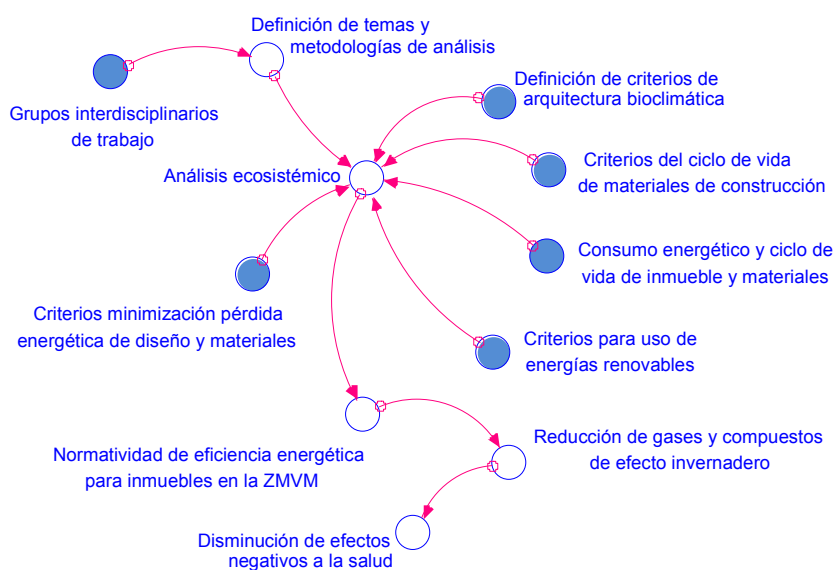 Definición de temas y
metodologías de análisis
Grupos interdisciplinarios
de trabajo
Definición de criterios de
arquitectura bioclimática
Análisis ecosistémico
Criterios del ciclo de vida
de materiales de construcción
Consumo energético y ciclo de
vida de inmueble y materiales
Criterios minimización pérdida
energética de diseño y materiales
Criterios para uso de
energías renovables
Normatividad de eficiencia energética
para inmuebles en la ZMVM
Reducción de gases y compuestos
de efecto invernadero
Disminución de efectos
negativos a la salud